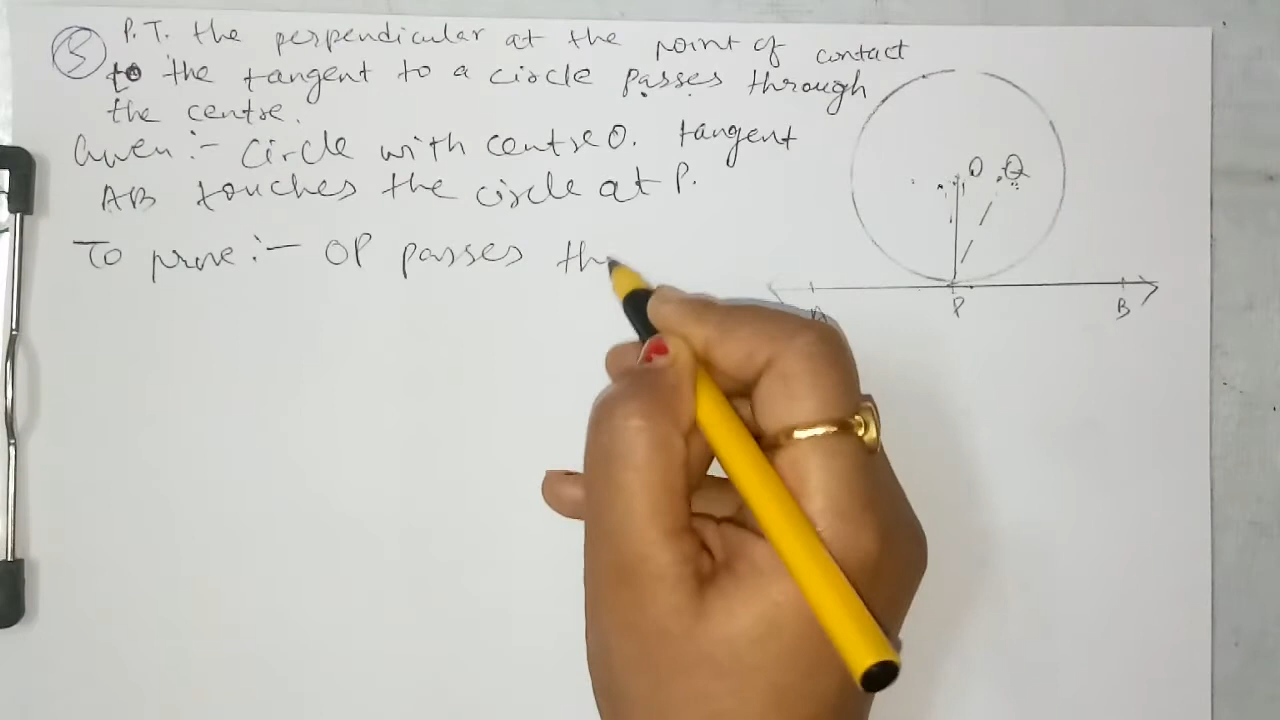 5 P.T. the perpendicular at the point of contact
to the tangent to a circle passes through
the centre.
Given :- Circle with centre O. tangent
AB touches the circle at P.
To prove :- OP passes th
O Q
A P B